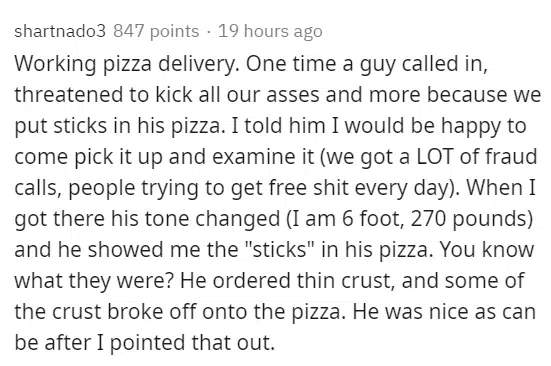 shartnado3 847 points · 19 hours ago
Working pizza delivery. One time a guy called in,
threatened to kick all our asses and more because we
put sticks in his pizza. I told him I would be happy to
come pick it up and examine it (we got a LOT of fraud
calls, people trying to get free shit every day). When I
got there his tone changed (I am 6 foot, 270 pounds)
and he showed me the "sticks" in his pizza. You know
what they were? He ordered thin crust, and some of
the crust broke off onto the pizza. He was nice as can
be after I pointed that out.